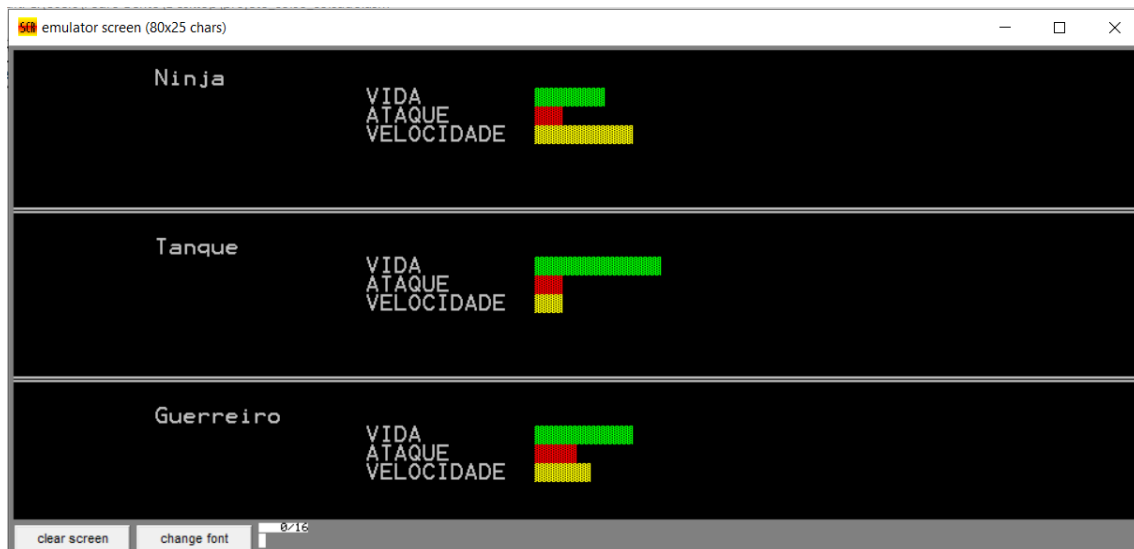 emulator screen (80x25 chars)
Ninja
VIDA
ATAQUE
VELOCIDADE
Tanque
VIDA
ATAQUE
VELOCIDADE
Guerreiro
VIDA
ATAQUE
VELOCIDADE
clear screen
change font
0/16